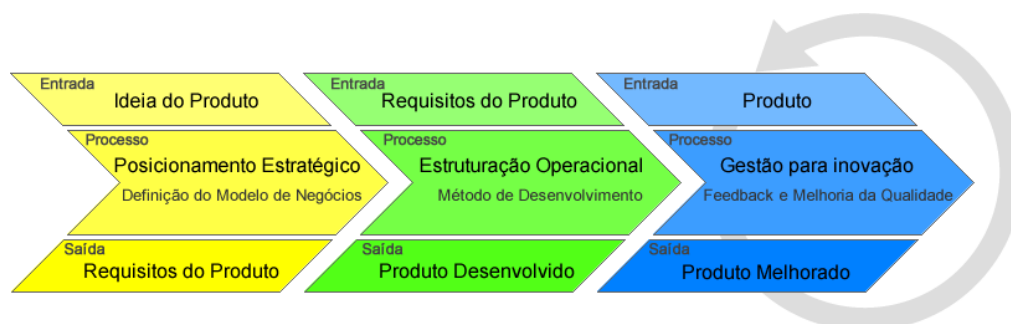 Entrada
Ideia do Produto
Processo
Posicionamento Estratégico
Definição do Modelo de Negócios
Saída
Requisitos do Produto
Entrada
Requisitos do Produto
Processo
Estruturação Operacional
Método de Desenvolvimento
Saída
Produto Desenvolvido
Entrada
Produto
Processo
Gestão para inovação
Feedback e Melhoria da Qualidade
Saída
Produto Melhorado